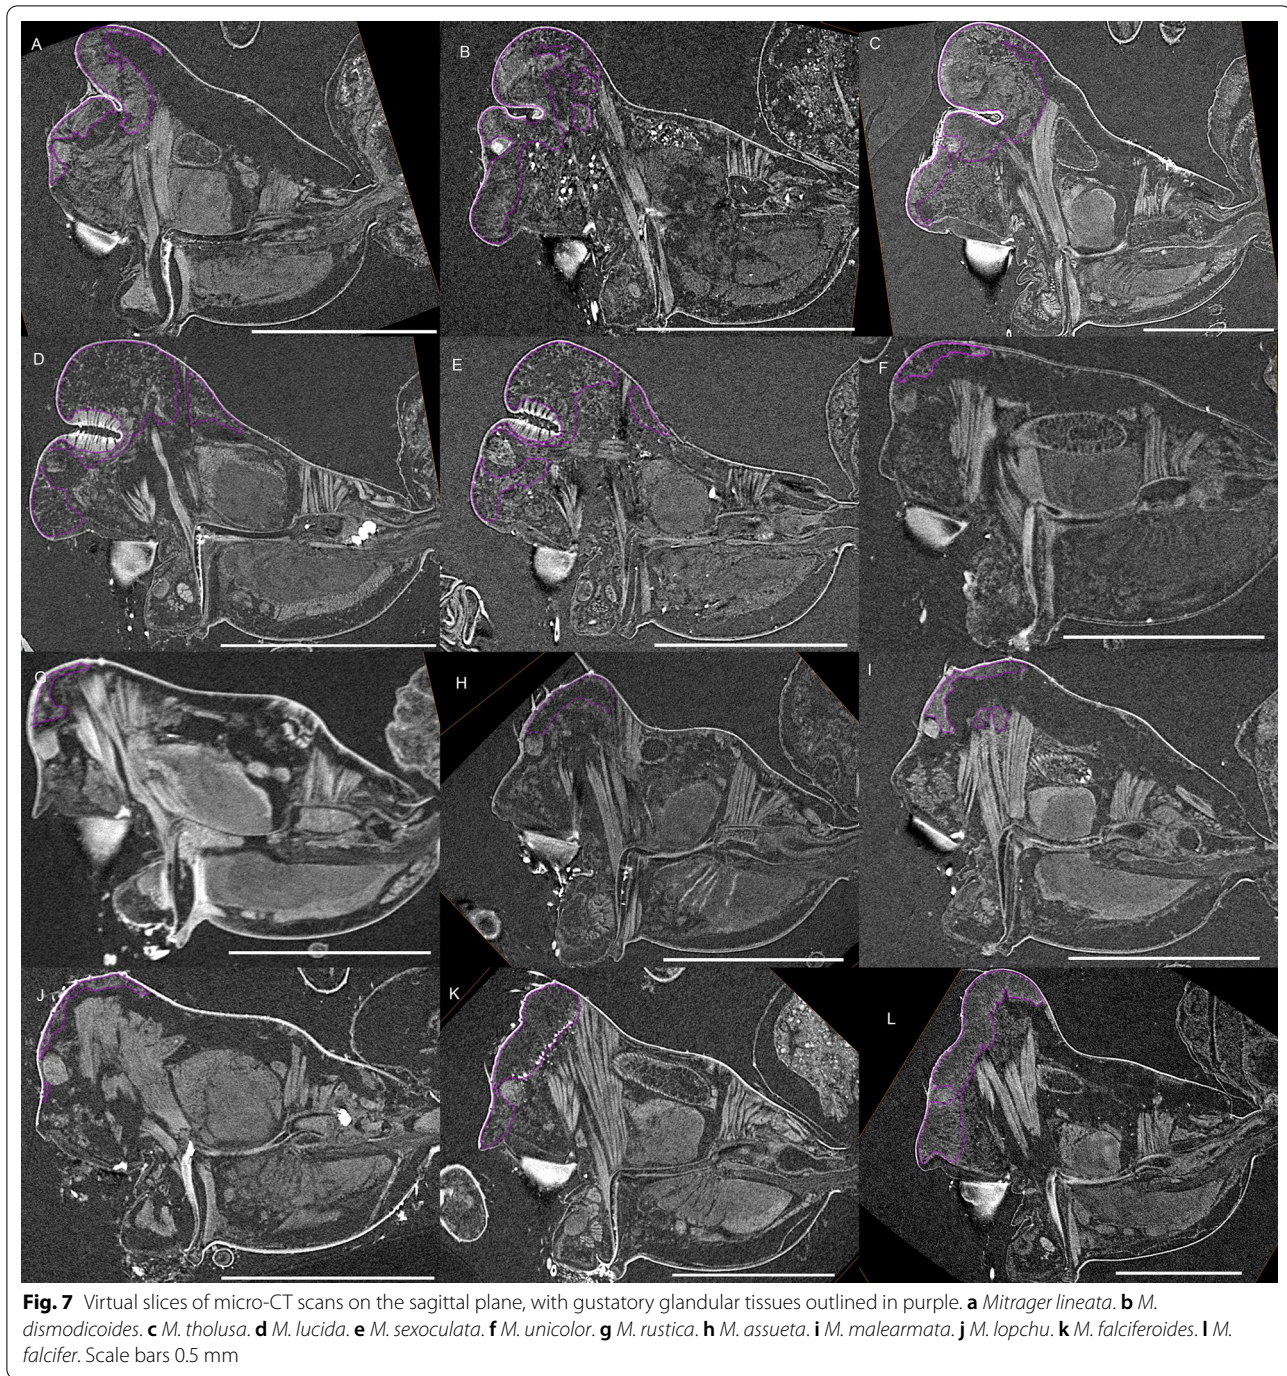 A
B
C
D
E
F
G
H
I
J
K
L
Fig. 7 Virtual slices of micro-CT scans on the sagittal plane, with gustatory glandular tissues outlined in purple. a Mitrager lineata. b M.
dismodicoides. c M. tholusa. d M. lucida. e M. sexoculata. f M. unicolor. g M. rustica. h M. assueta. i M. malearmata. j M. lopchu. k M. falciferoides. l M.
falcifer. Scale bars 0.5 mm